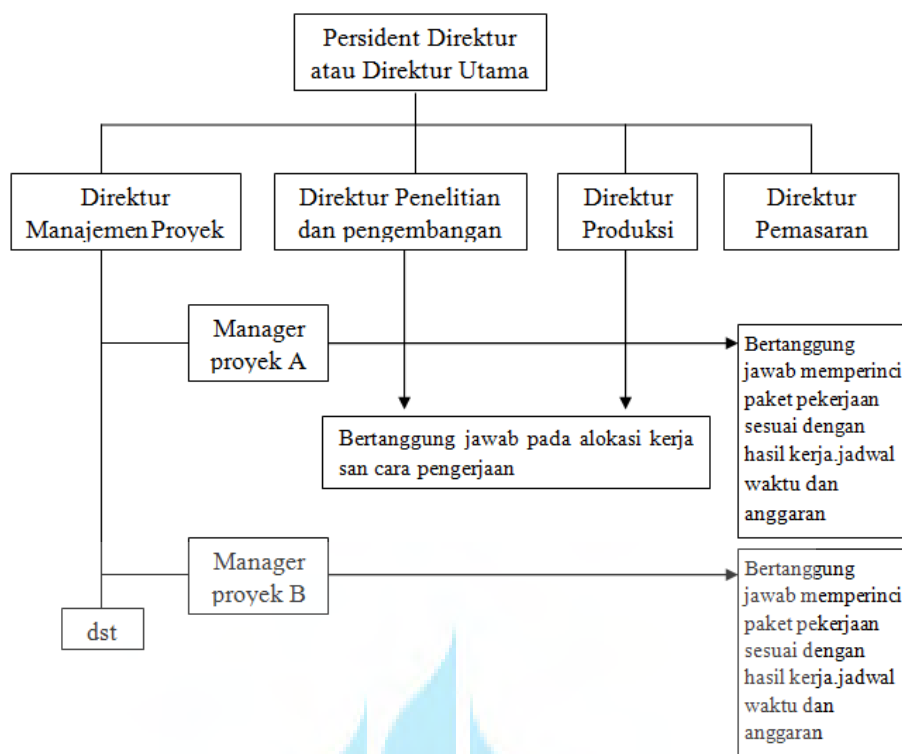 Persident Direktur
atau Direktur Utama
Direktur
Manajemen Proyek
Direktur Penelitian
dan pengembangan
Direktur
Produksi
Direktur
Pemasaran
Manager
proyek A
Bertanggung
jawab memperinci
paket pekerjaan
sesuai dengan
hasil kerja.jadwal
waktu dan
anggaran
Bertanggung jawab pada alokasi kerja
san cara pengerjaan
Manager
proyek B
Bertanggung
jawab memperinci
paket pekerjaan
sesuai dengan
hasil kerja.jadwal
waktu dan
anggaran
dst